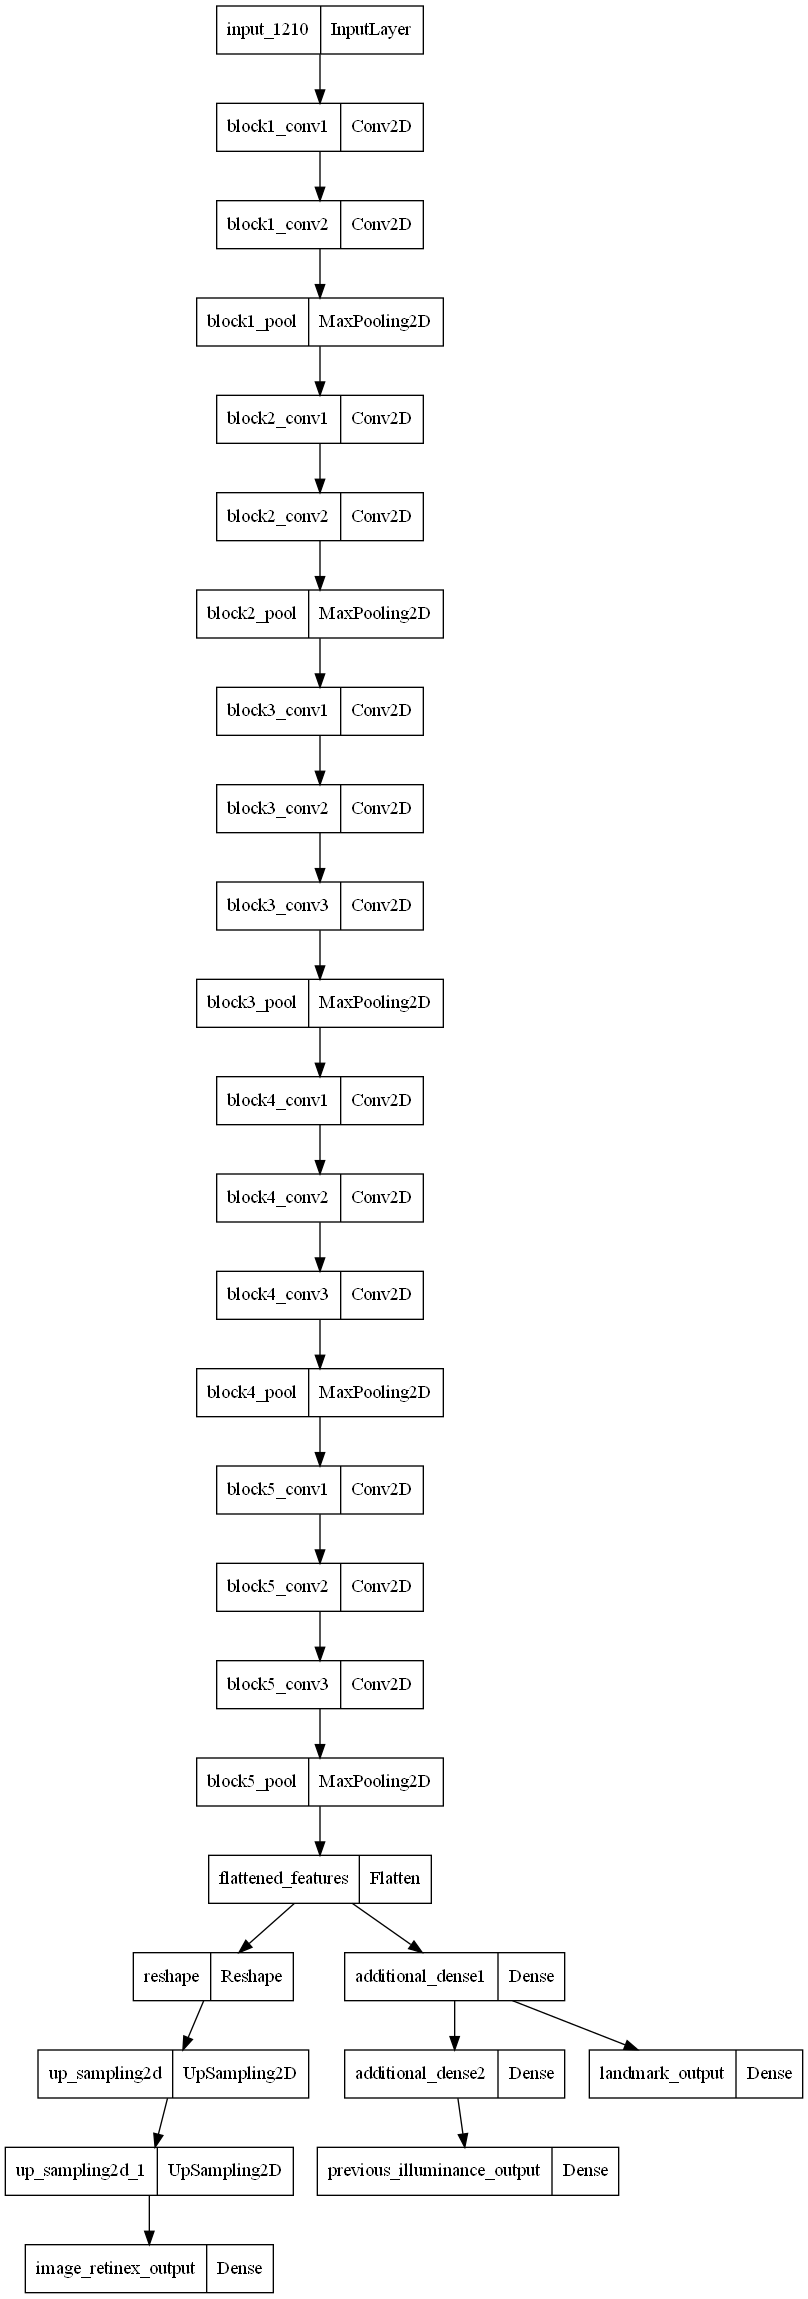 input_1210 InputLayer
block1_conv1 Conv2D
block1_conv2 Conv2D
block1_pool MaxPooling2D
block2_conv1 Conv2D
block2_conv2 Conv2D
block2_pool MaxPooling2D
block3_conv1 Conv2D
block3_conv2 Conv2D
block3_conv3 Conv2D
block3_pool MaxPooling2D
block4_conv1 Conv2D
block4_conv2 Conv2D
block4_conv3 Conv2D
block4_pool MaxPooling2D
block5_conv1 Conv2D
block5_conv2 Conv2D
block5_conv3 Conv2D
block5_pool MaxPooling2D
flattened_features Flatten
reshape Reshape
additional_dense1 Dense
up_sampling2d UpSampling2D
additional_dense2 Dense
landmark_output Dense
up_sampling2d_1 UpSampling2D
previous_illuminance_output Dense
image_retinex_output Dense